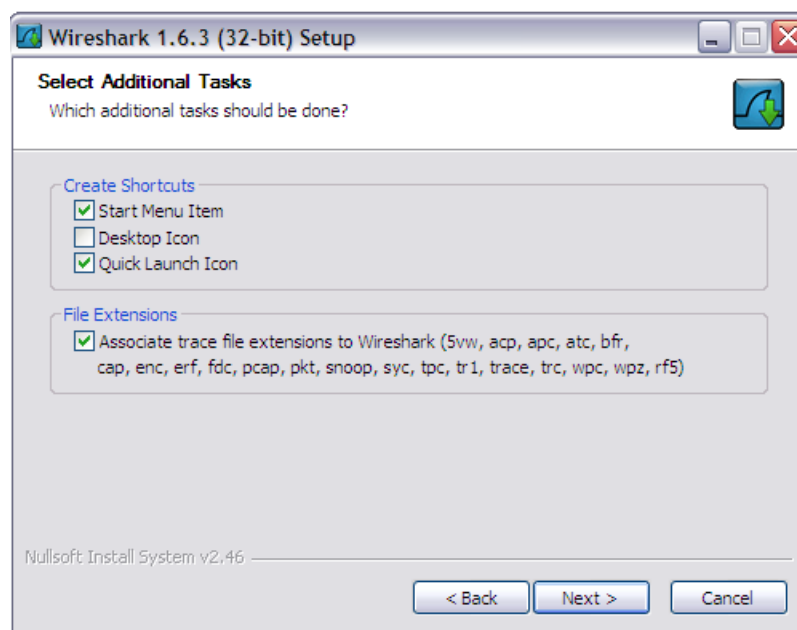 Wireshark 1.6.3 (32-bit) Setup
Select Additional Tasks
Which additional tasks should be done?
Create Shortcuts
Start Menu Item
Desktop Icon
Quick Launch Icon
File Extensions
Associate trace file extensions to Wireshark (5vw, acp, apc, atc, bfr,
cap, enc, erf, fdc, pcap, pkt, snoop, syc, tpc, tr1, trace, trc, wpc, wpz, rf5)
Nullsoft Install System v2.46
< Back Next > Cancel